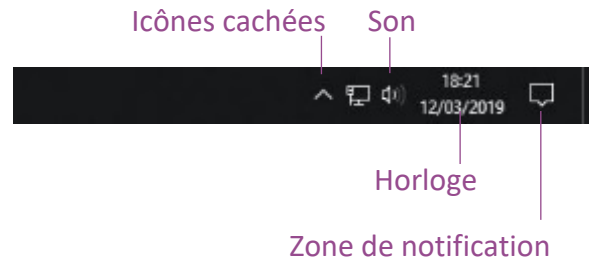 Icônes cachées Son
18:21
12/03/2019
Horloge
Zone de notification